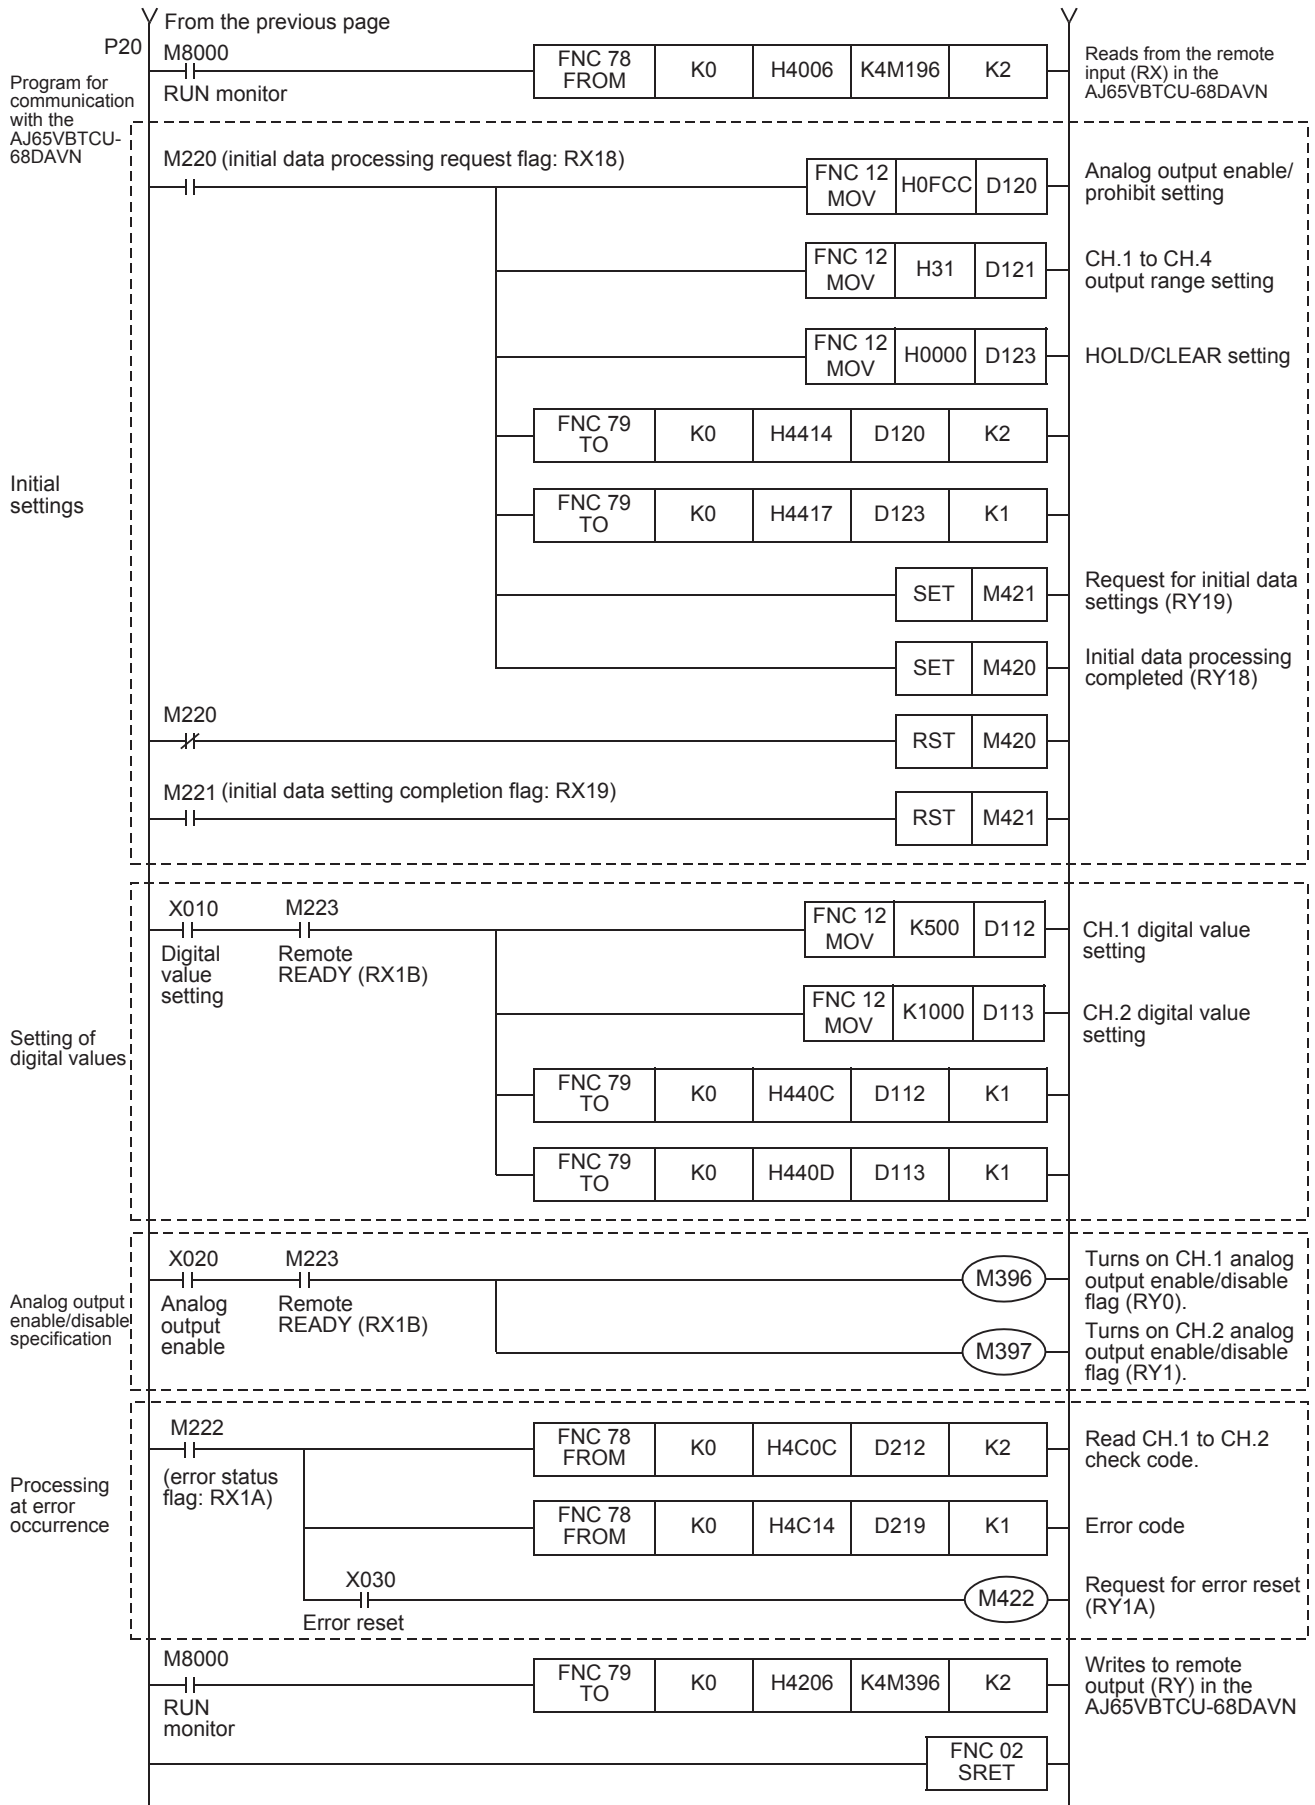 From the previous page
P20
M8000
RUN monitor
FNC 78
FROM
K0
H4006
K4M196
K2
Reads from the remote
input (RX) in the
AJ65VBTCU-68DAVN
Program for
communication
with the
AJ65VBTCU-
68DAVN
M220 (initial data processing request flag: RX18)
FNC 12
MOV
H0FCC
D120
Analog output enable/
prohibit setting
FNC 12
MOV
H31
D121
CH.1 to CH.4
output range setting
FNC 12
MOV
H0000
D123
HOLD/CLEAR setting
FNC 79
TO
K0
H4414
D120
K2
Initial
settings
FNC 79
TO
K0
H4417
D123
K1
SET
M421
Request for initial data
settings (RY19)
SET
M420
Initial data processing
completed (RY18)
M220
RST
M420
M221 (initial data setting completion flag: RX19)
RST
M421
X010
Digital
value
setting
M223
Remote
READY (RX1B)
FNC 12
MOV
K500
D112
CH.1 digital value
setting
FNC 12
MOV
K1000
D113
CH.2 digital value
setting
Setting of
digital values
FNC 79
TO
K0
H440C
D112
K1
FNC 79
TO
K0
H440D
D113
K1
Analog output
enable/disable
specification
X020
Analog
output
enable
M223
Remote
READY (RX1B)
M396
Turns on CH.1 analog
output enable/disable
flag (RY0).
M397
Turns on CH.2 analog
output enable/disable
flag (RY1).
Processing
at error
occurrence
M222
(error status
flag: RX1A)
FNC 78
FROM
K0
H4C0C
D212
K2
Read CH.1 to CH.2
check code.
FNC 78
FROM
K0
H4C14
D219
K1
Error code
X030
Error reset
M422
Request for error reset
(RY1A)
M8000
RUN
monitor
FNC 79
TO
K0
H4206
K4M396
K2
Writes to remote
output (RY) in the
AJ65VBTCU-68DAVN
FNC 02
SRET